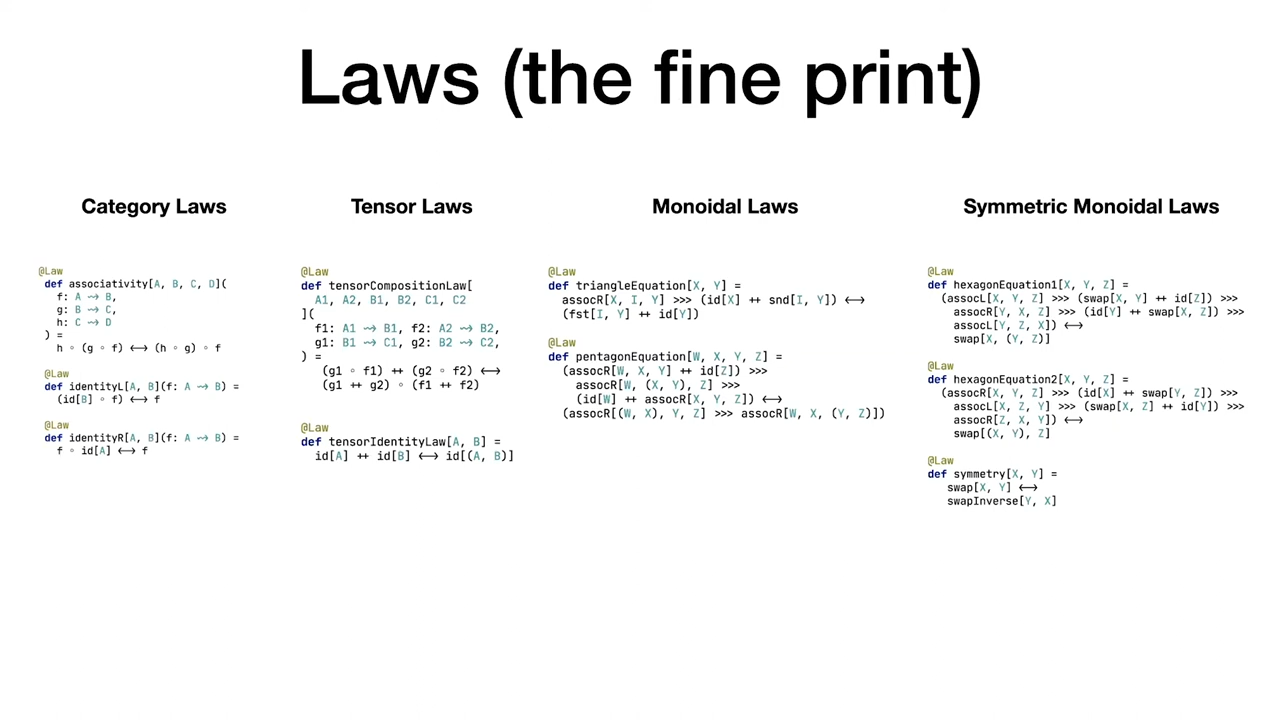 Laws (the fine print)
Category Laws
@Law
def associativity[A, B, C, D](
f: A ⇝ B,
g: B ⇝ C,
h: C ⇝ D
) =
h ∘ (g ∘ f) ⟷ (h ∘ g) ∘ f
@Law
def identityL[A, B](f: A ⇝ B) =
(id[B] ∘ f) ⟷ f
@Law
def identityR[A, B](f: A ⇝ B) =
f ∘ id[A] ⟷ f
Tensor Laws
@Law
def tensorCompositionLaw[
A1, A2, B1, B2, C1, C2
](
f1: A1 ⇝ B1, f2: A2 ⇝ B2,
g1: B1 ⇝ C1, g2: B2 ⇝ C2,
) =
(g1 ∘ f1) ++ (g2 ∘ f2) ⟷
(g1 ++ g2) ∘ (f1 ++ f2)
@Law
def tensorIdentityLaw[A, B] =
id[A] ++ id[B] ⟷ id[(A, B)]
Monoidal Laws
@Law
def triangleEquation[X, Y] =
assocR[X, I, Y] >>> (id[X] ++ snd[I, Y]) ⟷
(fst[I, Y] ++ id[Y])
@Law
def pentagonEquation[W, X, Y, Z] =
(assocR[W, X, Y] ++ id[Z]) >>>
assocR[W, (X, Y), Z] >>>
(id[W] ++ assocR[X, Y, Z]) ⟷
(assocR[(W, X), Y, Z] >>> assocR[W, X, (Y, Z)])
Symmetric Monoidal Laws
@Law
def hexagonEquation1[X, Y, Z] =
(assocL[X, Y, Z] >>> (swap[X, Y] ++ id[Z]) >>>
assocR[Y, X, Z] >>> (id[Y] ++ swap[X, Z]) >>>
assocL[Y, Z, X]) ⟷
swap[X, (Y, Z)]
@Law
def hexagonEquation2[X, Y, Z] =
(assocR[X, Y, Z] >>> (id[X] ++ swap[Y, Z]) >>>
assocL[X, Z, Y] >>> (swap[X, Z] ++ id[Y]) >>>
assocR[Z, X, Y]) ⟷
swap[(X, Y), Z]
@Law
def symmetry[X, Y] =
swap[X, Y] ⟷
swapInverse[Y, X]